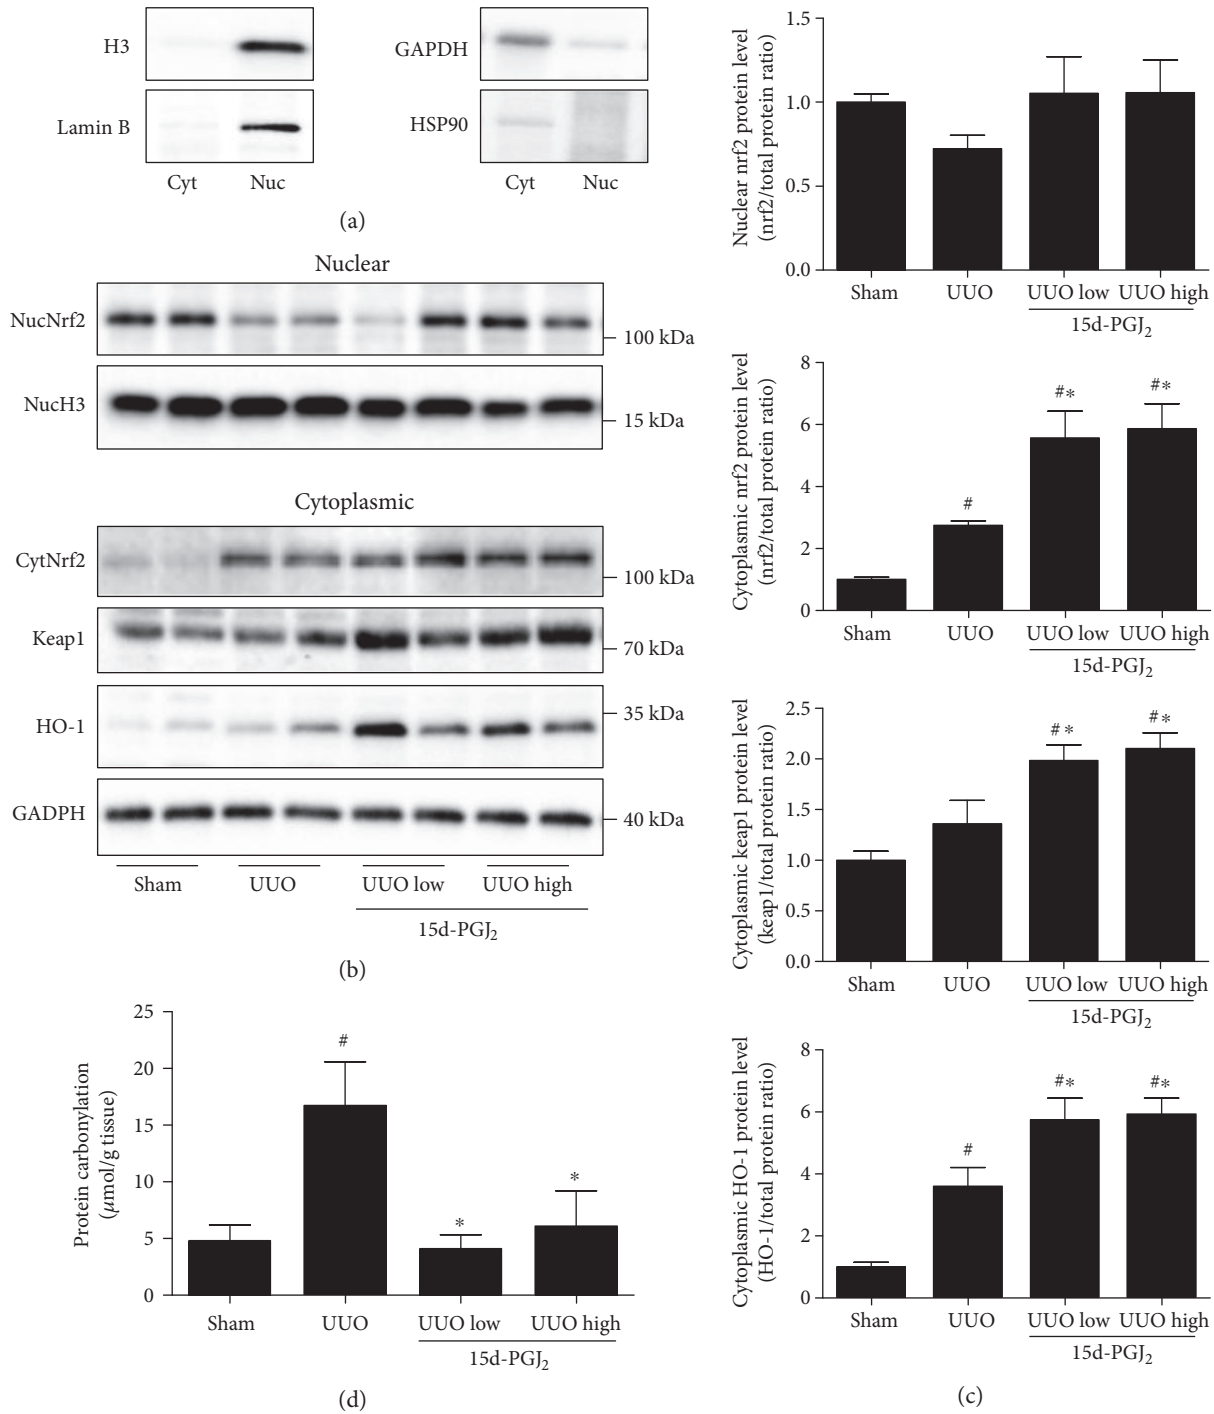 H3
Lamin B
Cyt Nuc
GAPDH
HSP90
Cyt Nuc
(a)
Nuclear
NucNrf2
100 kDa
NucH3
15 kDa
Cytoplasmic
CytNrf2
100 kDa
Keap1
70 kDa
HO-1
35 kDa
GADPH
40 kDa
Sham UUO UUO low UUO high
15d-PGJ₂
(b)
Nuclear nrf2 protein level
(nrf2/total protein ratio)
1.5
1.0
0.5
0.0
Sham UUO UUO low UUO high
15d-PGJ₂
Cytoplasmic nrf2 protein level
(nrf2/total protein ratio)
8
6
4
2
0
#
#*
#*
Sham UUO UUO low UUO high
15d-PGJ₂
Cytoplasmic keap1 protein level
(keap1/total protein ratio)
2.5
2.0
1.5
1.0
0.5
0.0
# *
# *
Sham UUO UUO low UUO high
15d-PGJ₂
Cytoplasmic HO-1 protein level
(HO-1/total protein ratio)
8
6
4
2
0
#
#*
#*
Sham UUO UUO low UUO high
15d-PGJ₂
(c)
Protein carbonylation
(μmol/g tissue)
25
20
15
10
5
0
#
*
*
Sham UUO UUO low UUO high
15d-PGJ₂
(d)